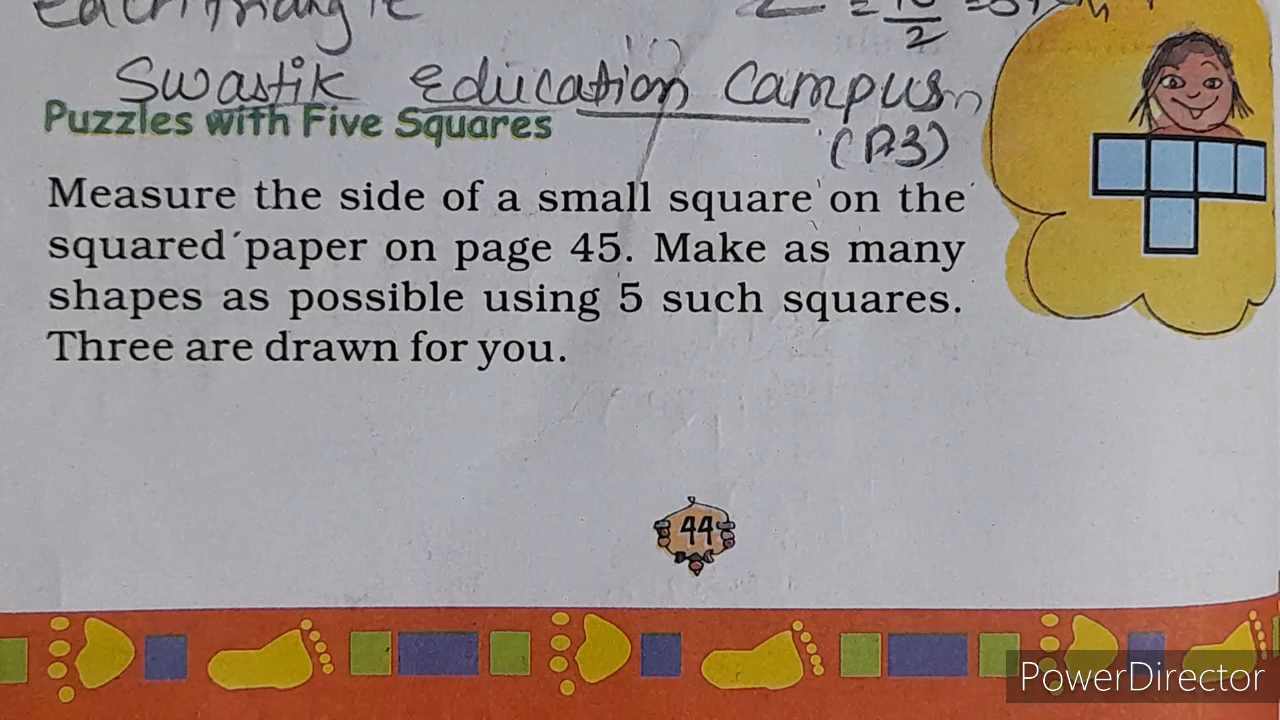 each triangle
Swastik education campus
(P3)
Puzzles with Five Squares
Measure the side of a small square on the
squared paper on page 45. Make as many
shapes as possible using 5 such squares.
Three are drawn for you.
44
PowerDirector